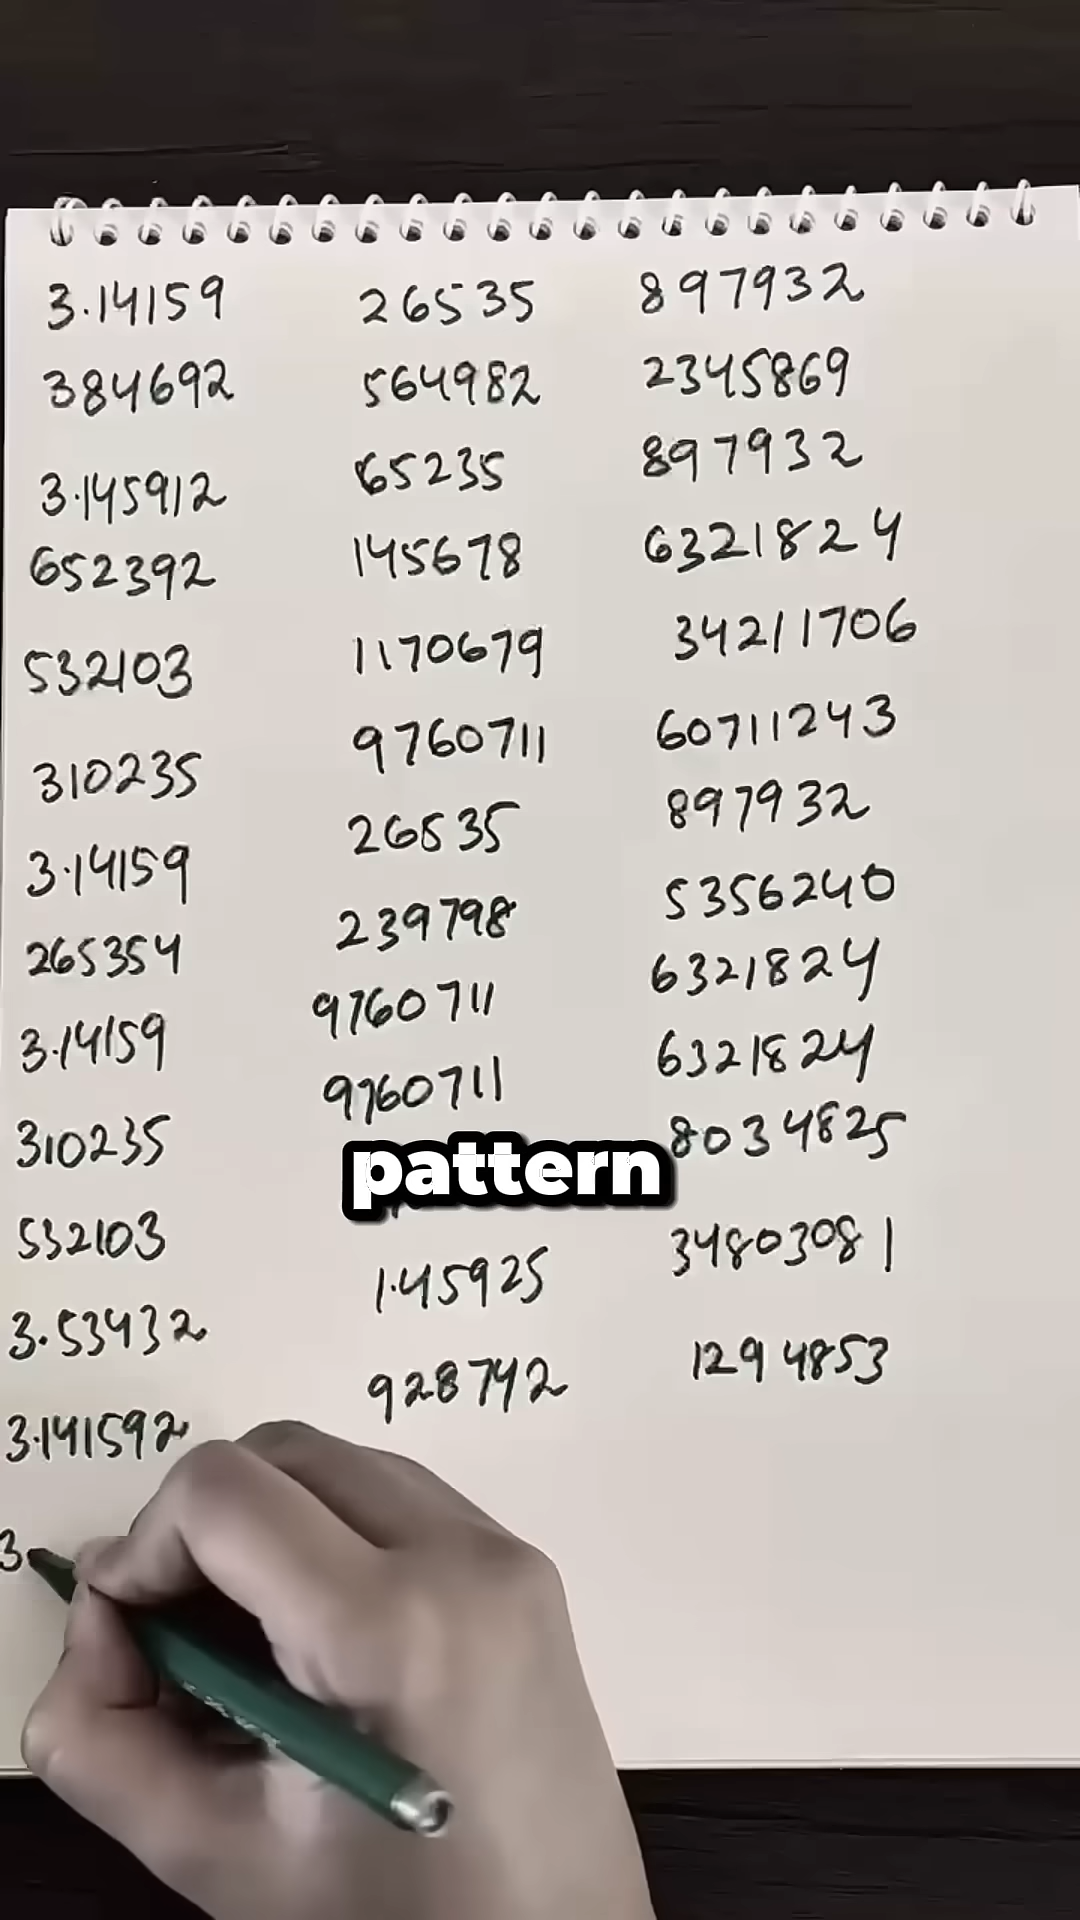 3.14159 26535 897932
384692 564982 2345869
3.145912 65235 897932
652392 145678 6321824
532103 1170679 34211706
310235 9760711 60711243
3.14159 26535 897932
265354 239798 5356240
3.14159 9760711 6321824
310235 9760711 6321824
pattern 8034825
532103 1.45925 34803081
3.53432 928742 1294853
3.141592
3